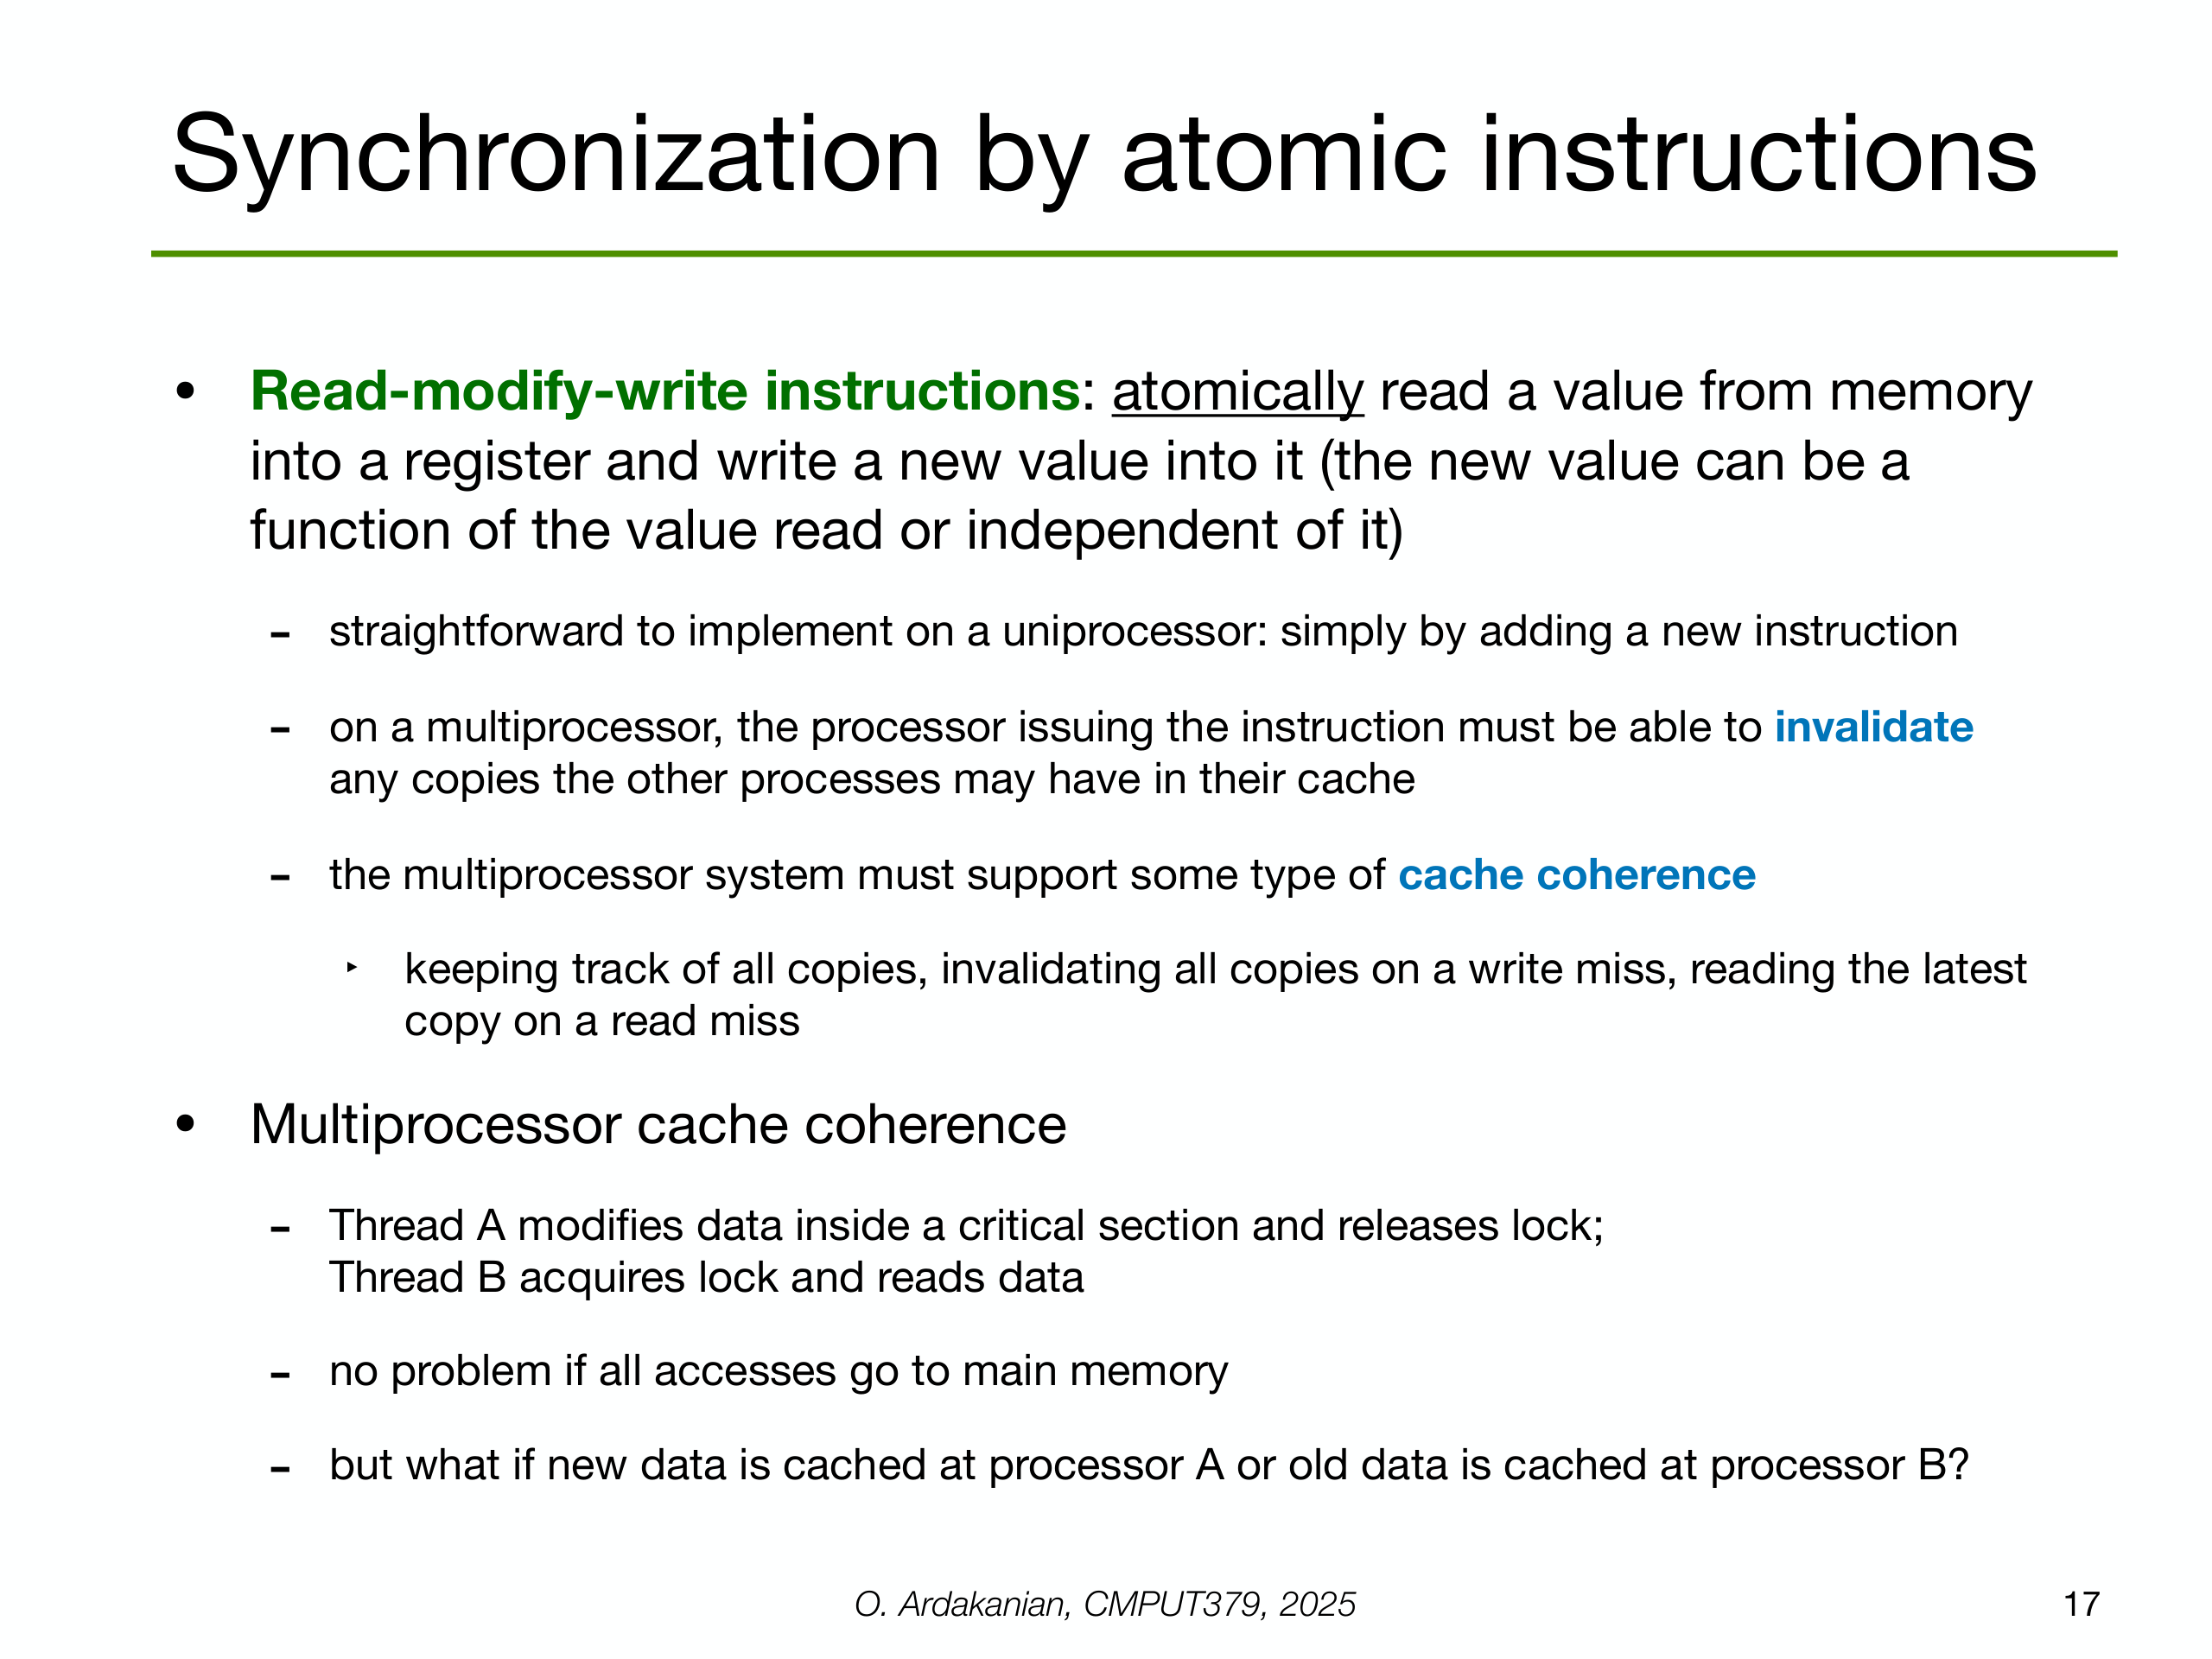 Synchronization by atomic instructions
• Read-modify-write instructions: atomically read a value from memory
into a register and write a new value into it (the new value can be a
function of the value read or independent of it)
- straightforward to implement on a uniprocessor: simply by adding a new instruction
- on a multiprocessor, the processor issuing the instruction must be able to invalidate
any copies the other processes may have in their cache
- the multiprocessor system must support some type of cache coherence
‣ keeping track of all copies, invalidating all copies on a write miss, reading the latest
copy on a read miss
• Multiprocessor cache coherence
- Thread A modifies data inside a critical section and releases lock;
Thread B acquires lock and reads data
- no problem if all accesses go to main memory
- but what if new data is cached at processor A or old data is cached at processor B?
O. Ardakanian, CMPUT379, 2025
17